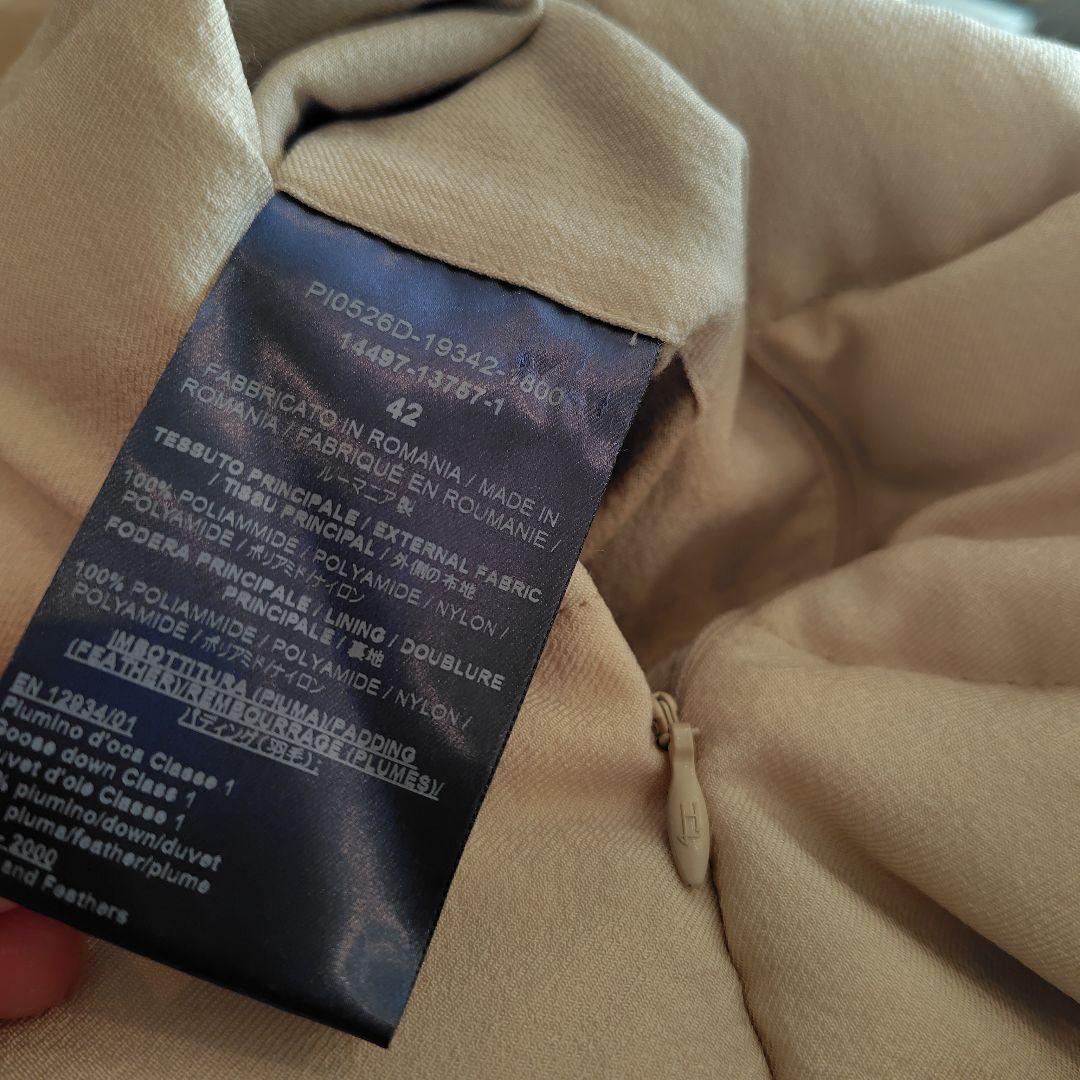 PI0526D-19342- 800
14497-13757-1
42
FABBRICATO IN ROMANIA / MADE IN
ROMANIA / FABRIQUÉ EN ROUMANIE /
ルーマニア製
TESSUTO PRINCIPALE / EXTERNAL FABRIC
/ TISSU PRINCIPAL / 外側の布地
100% POLIAMMIDE / POLYAMIDE / NYLON /
POLYAMIDE / ポリアミド/ナイロン
FODERA PRINCIPALE / LINING / DOUBLURE
PRINCIPALE / 裏地
100% POLIAMMIDE / POLYAMIDE / NYLON /
POLYAMIDE / ポリアミド/ナイロン
IMBOTTITURA (PIUMA)/PADDING
(FEATHER)/REMBOURRAGE (PLUMES)/
パディング(羽毛):
EN 12934/01
Piumino d'oca Classe 1
Goose down Class 1
uvet d'oie Classe 1
% piumino/down/duvet
piuma/feather/plume
2000
and Feathers
H